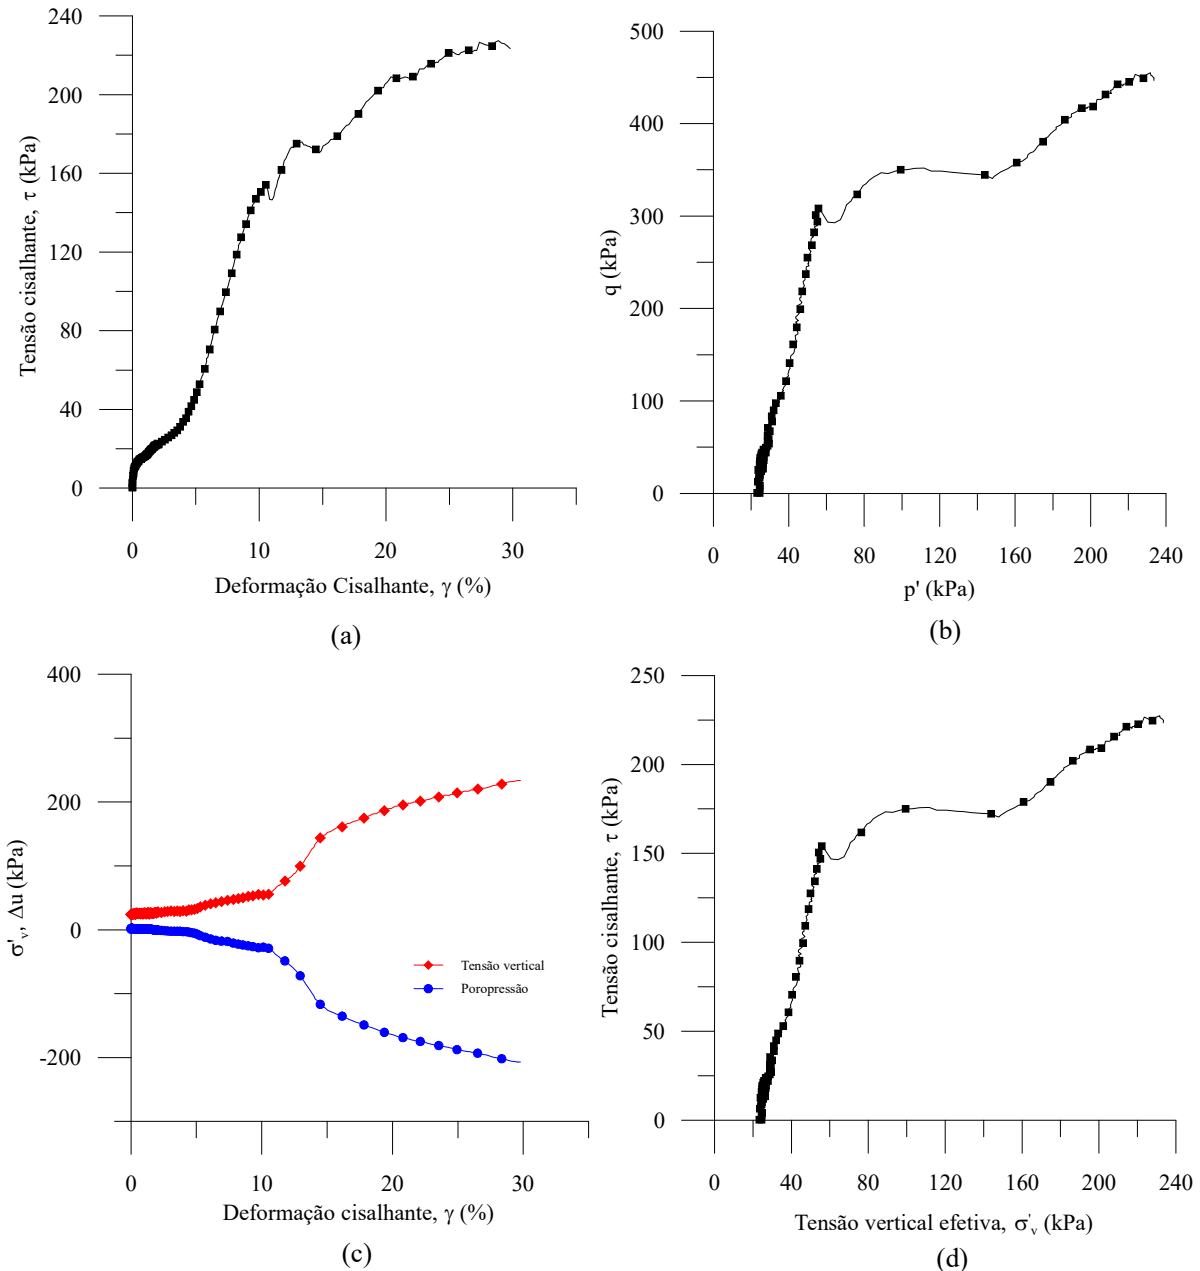 240
200
160
120
80
40
0
Tensão cisalhante, τ (kPa)
0 10 20 30
Deformação Cisalhante, γ (%)
(a)
500
400
300
200
100
0
q (kPa)
0 40 80 120 160 200 240
p' (kPa)
(b)
400
200
0
-200
σ'v, Δu (kPa)
Tensão vertical
Poropressão
0 10 20 30
Deformação cisalhante, γ (%)
(c)
250
200
150
100
50
0
Tensão cisalhante, τ (kPa)
0 40 80 120 160 200 240
Tensão vertical efetiva, σ'v (kPa)
(d)